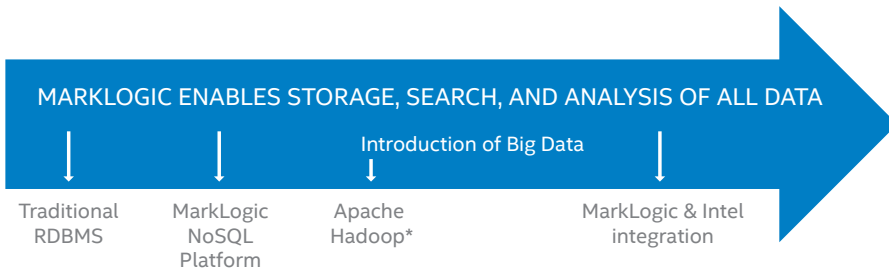 MARKLOGIC ENABLES STORAGE, SEARCH, AND ANALYSIS OF ALL DATA
Introduction of Big Data
Traditional
RDBMS
MarkLogic
NoSQL
Platform
Apache
Hadoop*
MarkLogic & Intel
integration